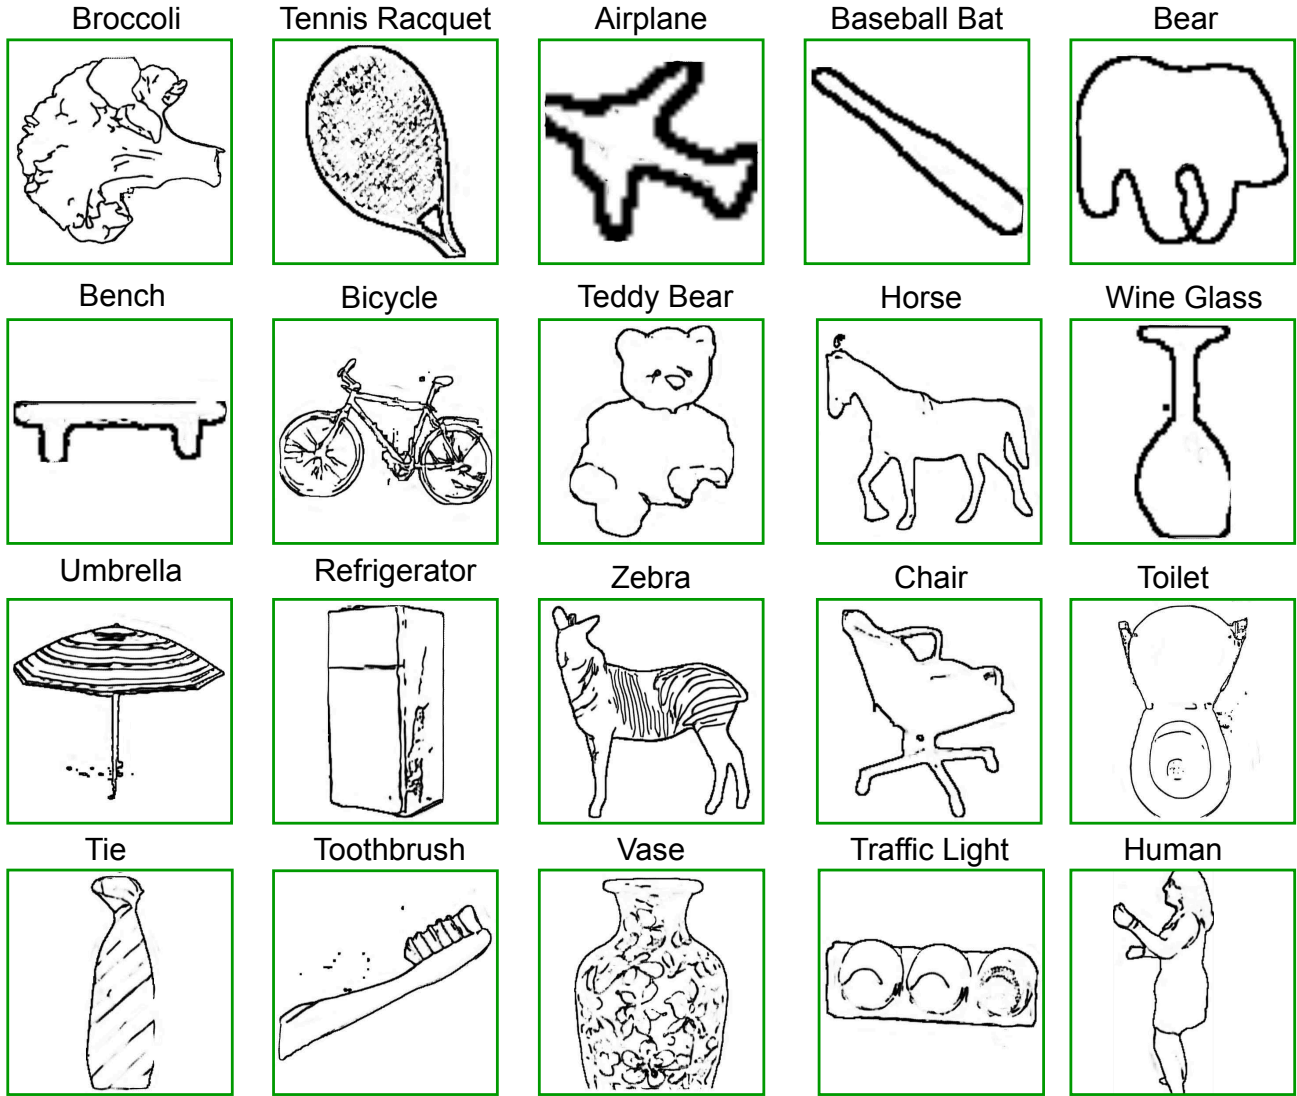 Broccoli
Tennis Racquet
Airplane
Baseball Bat
Bear
Bench
Bicycle
Teddy Bear
Horse
Wine Glass
Umbrella
Refrigerator
Zebra
Chair
Toilet
Tie
Toothbrush
Vase
Traffic Light
Human